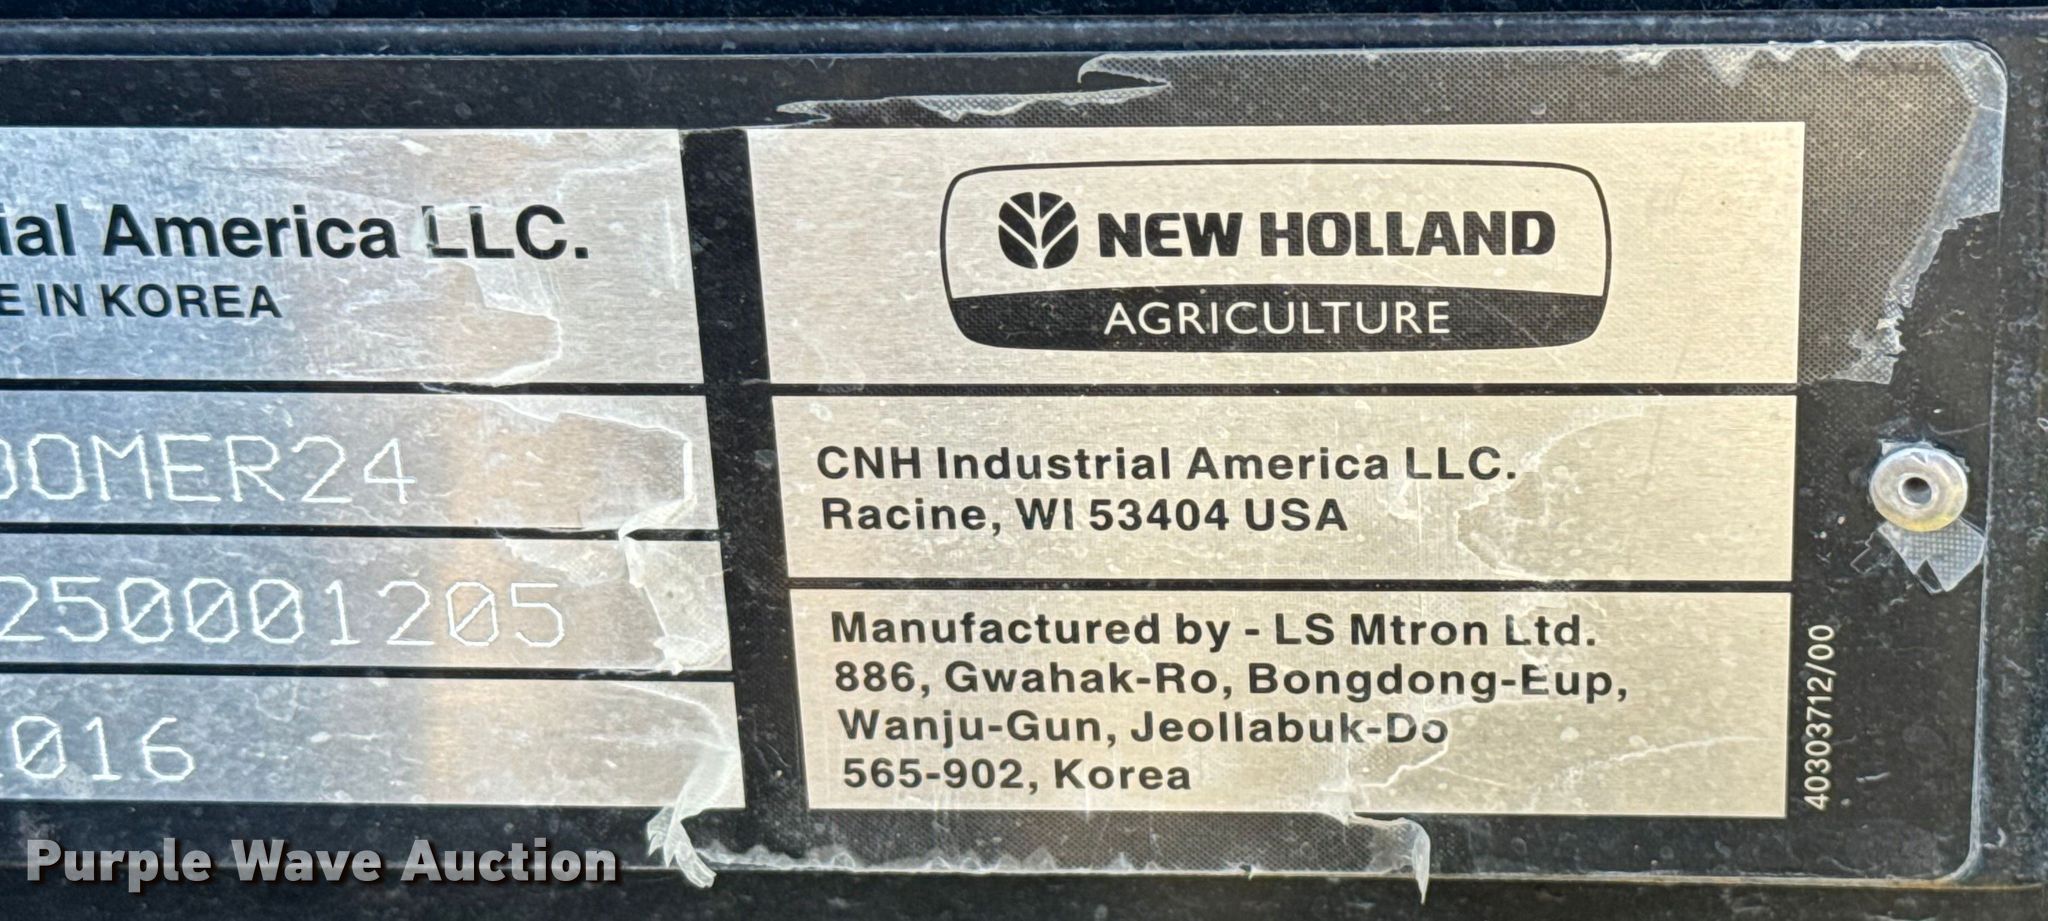 ial America LLC.
E IN KOREA
OOMER24
250001205
016
NEW HOLLAND
AGRICULTURE
CNH Industrial America LLC.
Racine, WI 53404 USA
Manufactured by - LS Mtron Ltd.
886, Gwahak-Ro, Bongdong-Eup,
Wanju-Gun, Jeollabuk-Do
565-902, Korea
40303712/00
Purple Wave Auction